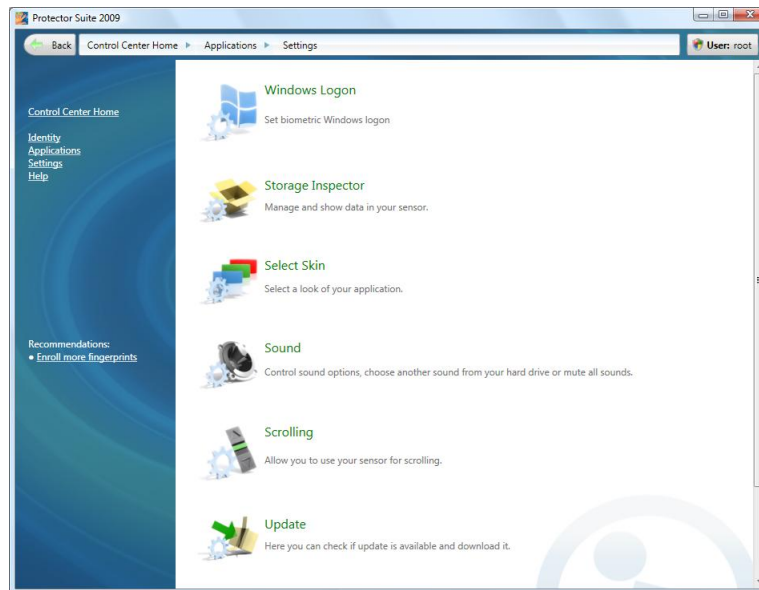 Protector Suite 2009
Back
Control Center Home
Applications
Settings
User: root
Control Center Home
Identity
Applications
Settings
Help
Recommendations:
• Enroll more fingerprints
Windows Logon
Set biometric Windows logon
Storage Inspector
Manage and show data in your sensor.
Select Skin
Select a look of your application.
Sound
Control sound options, choose another sound from your hard drive or mute all sounds.
Scrolling
Allow you to use your sensor for scrolling.
Update
Here you can check if update is available and download it.